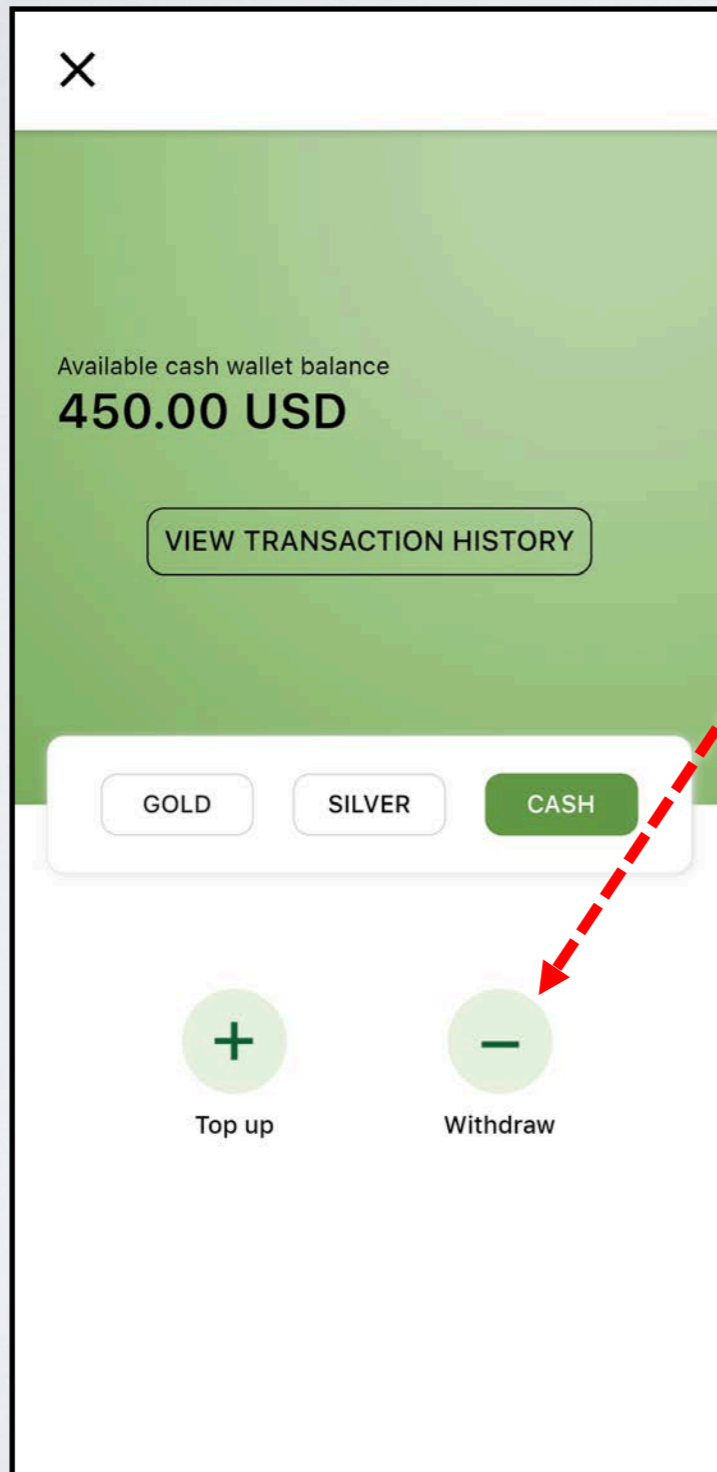 Available cash wallet balance
450.00 USD
VIEW TRANSACTION HISTORY
GOLD SILVER CASH
Top up Withdraw